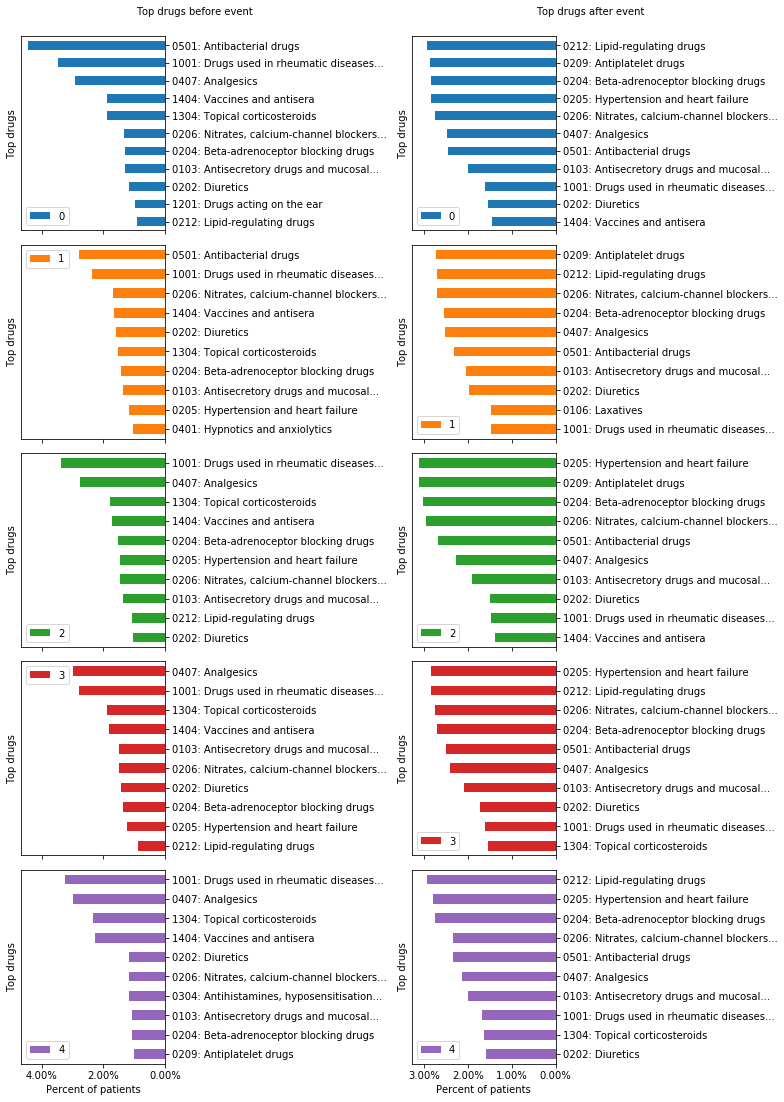 Top drugs before event
Top drugs after event
Top drugs
0501: Antibacterial drugs
1001: Drugs used in rheumatic diseases...
0407: Analgesics
1404: Vaccines and antisera
1304: Topical corticosteroids
0206: Nitrates, calcium-channel blockers...
0204: Beta-adrenoceptor blocking drugs
0103: Antisecretory drugs and mucosal...
0202: Diuretics
1201: Drugs acting on the ear
0212: Lipid-regulating drugs
0
Top drugs
0212: Lipid-regulating drugs
0209: Antiplatelet drugs
0204: Beta-adrenoceptor blocking drugs
0205: Hypertension and heart failure
0206: Nitrates, calcium-channel blockers...
0407: Analgesics
0501: Antibacterial drugs
0103: Antisecretory drugs and mucosal...
1001: Drugs used in rheumatic diseases...
0202: Diuretics
1404: Vaccines and antisera
0
Top drugs
1
0501: Antibacterial drugs
1001: Drugs used in rheumatic diseases...
0206: Nitrates, calcium-channel blockers...
1404: Vaccines and antisera
0202: Diuretics
1304: Topical corticosteroids
0204: Beta-adrenoceptor blocking drugs
0103: Antisecretory drugs and mucosal...
0205: Hypertension and heart failure
0401: Hypnotics and anxiolytics
Top drugs
0209: Antiplatelet drugs
0212: Lipid-regulating drugs
0206: Nitrates, calcium-channel blockers...
0204: Beta-adrenoceptor blocking drugs
0407: Analgesics
0501: Antibacterial drugs
0103: Antisecretory drugs and mucosal...
0202: Diuretics
0106: Laxatives
1001: Drugs used in rheumatic diseases...
1
Top drugs
1001: Drugs used in rheumatic diseases...
0407: Analgesics
1304: Topical corticosteroids
1404: Vaccines and antisera
0204: Beta-adrenoceptor blocking drugs
0205: Hypertension and heart failure
0206: Nitrates, calcium-channel blockers...
0103: Antisecretory drugs and mucosal...
0212: Lipid-regulating drugs
0202: Diuretics
2
Top drugs
0205: Hypertension and heart failure
0209: Antiplatelet drugs
0204: Beta-adrenoceptor blocking drugs
0206: Nitrates, calcium-channel blockers...
0501: Antibacterial drugs
0407: Analgesics
0103: Antisecretory drugs and mucosal...
0202: Diuretics
1001: Drugs used in rheumatic diseases...
1404: Vaccines and antisera
2
Top drugs
3
0407: Analgesics
1001: Drugs used in rheumatic diseases...
1304: Topical corticosteroids
1404: Vaccines and antisera
0103: Antisecretory drugs and mucosal...
0206: Nitrates, calcium-channel blockers...
0202: Diuretics
0204: Beta-adrenoceptor blocking drugs
0205: Hypertension and heart failure
0212: Lipid-regulating drugs
Top drugs
0205: Hypertension and heart failure
0212: Lipid-regulating drugs
0206: Nitrates, calcium-channel blockers...
0204: Beta-adrenoceptor blocking drugs
0501: Antibacterial drugs
0407: Analgesics
0103: Antisecretory drugs and mucosal...
0202: Diuretics
1001: Drugs used in rheumatic diseases...
1304: Topical corticosteroids
3
Top drugs
1001: Drugs used in rheumatic diseases...
0407: Analgesics
1304: Topical corticosteroids
1404: Vaccines and antisera
0202: Diuretics
0206: Nitrates, calcium-channel blockers...
0304: Antihistamines, hyposensitisation...
0103: Antisecretory drugs and mucosal...
0204: Beta-adrenoceptor blocking drugs
0209: Antiplatelet drugs
4
4.00% 2.00% 0.00%
Percent of patients
Top drugs
0212: Lipid-regulating drugs
0205: Hypertension and heart failure
0204: Beta-adrenoceptor blocking drugs
0206: Nitrates, calcium-channel blockers...
0501: Antibacterial drugs
0407: Analgesics
0103: Antisecretory drugs and mucosal...
1001: Drugs used in rheumatic diseases...
1304: Topical corticosteroids
0202: Diuretics
4
3.00% 2.00% 1.00% 0.00%
Percent of patients